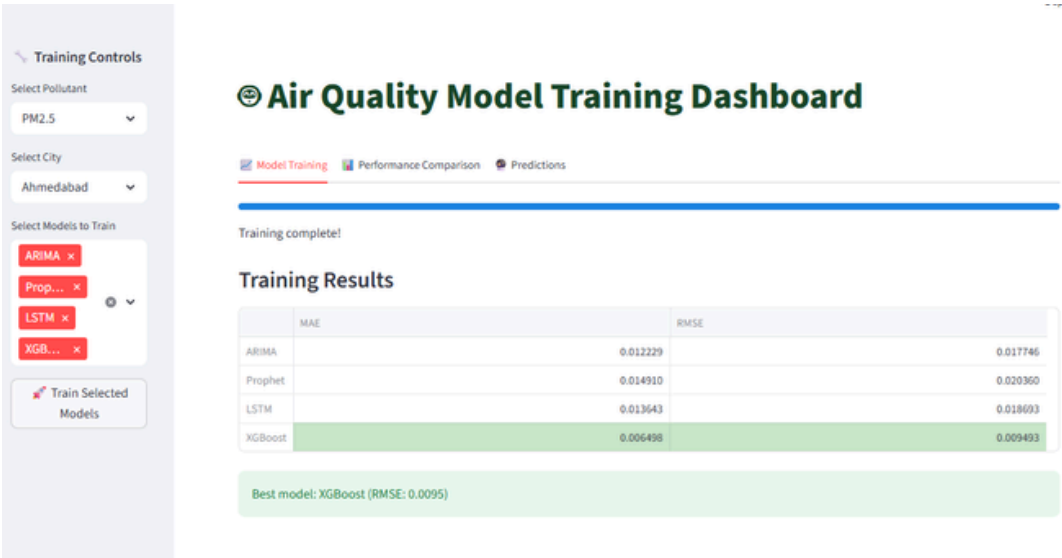 Training Controls
Select Pollutant
PM2.5
Select City
Ahmedabad
Select Models to Train
ARIMA ×
Prop... ×
LSTM ×
XGB... ×
Train Selected
Models
Air Quality Model Training Dashboard
Model Training Performance Comparison Predictions
Training complete!
Training Results
MAE RMSE
ARIMA 0.012229 0.017746
Prophet 0.014910 0.020360
LSTM 0.013643 0.018693
XGBoost 0.006498 0.009493
Best model: XGBoost (RMSE: 0.0095)